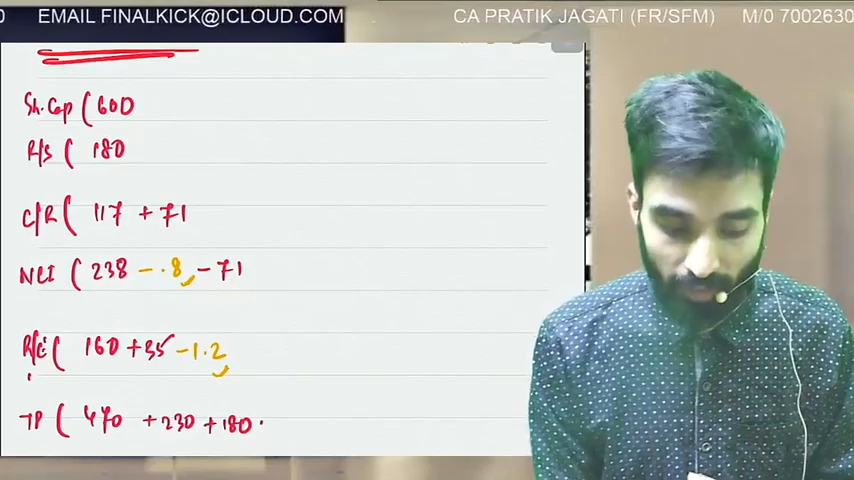 0 EMAIL FINALKICK@ICLOUD.COM CA PRATIK JAGATI (FR/SFM) M/0 7002630
Sh. Cap ( 600
R/s ( 180
C/R ( 117 + 71
NCI ( 238 - .8 - 71
R/E ( 160 + 35 - 1.2
TP ( 470 + 230 + 180.